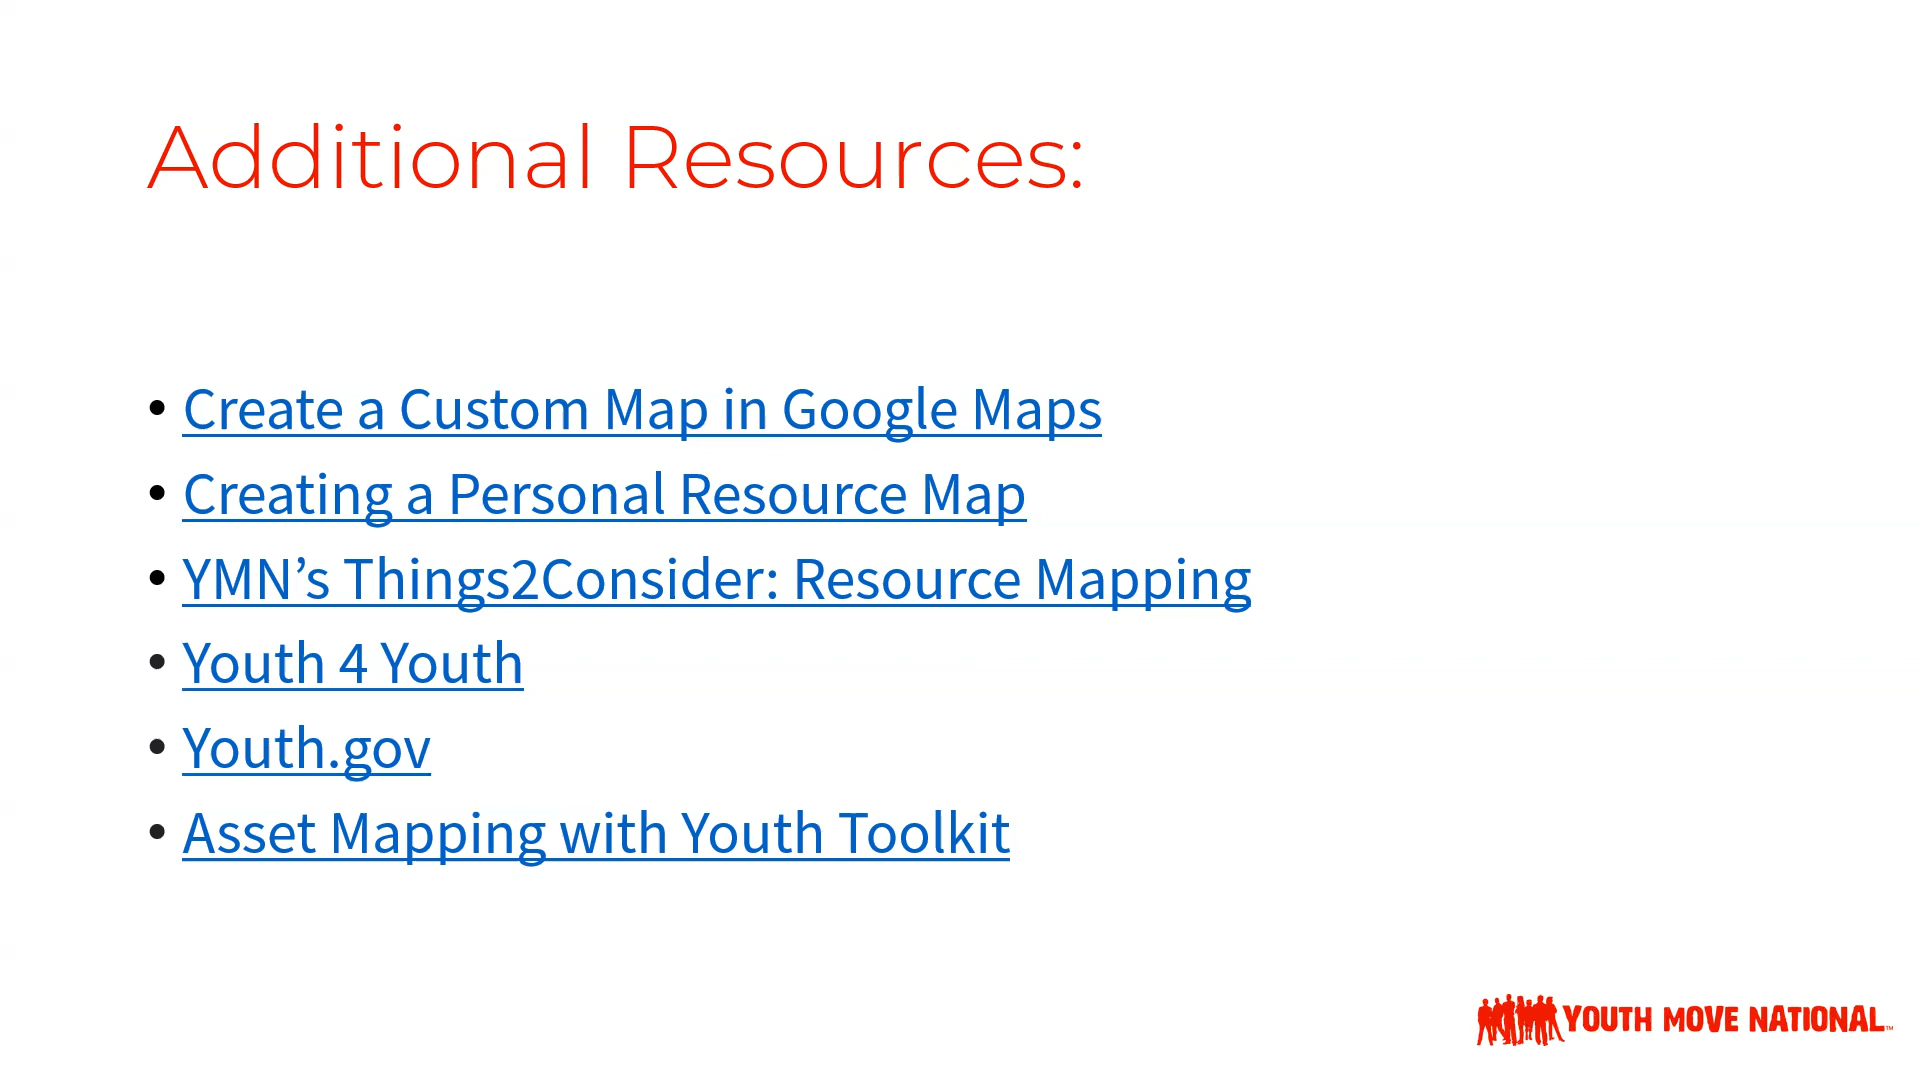 Additional Resources:
• Create a Custom Map in Google Maps
• Creating a Personal Resource Map
• YMN’s Things2Consider: Resource Mapping
• Youth 4 Youth
• Youth.gov
• Asset Mapping with Youth Toolkit
YOUTH MOVE NATIONAL™